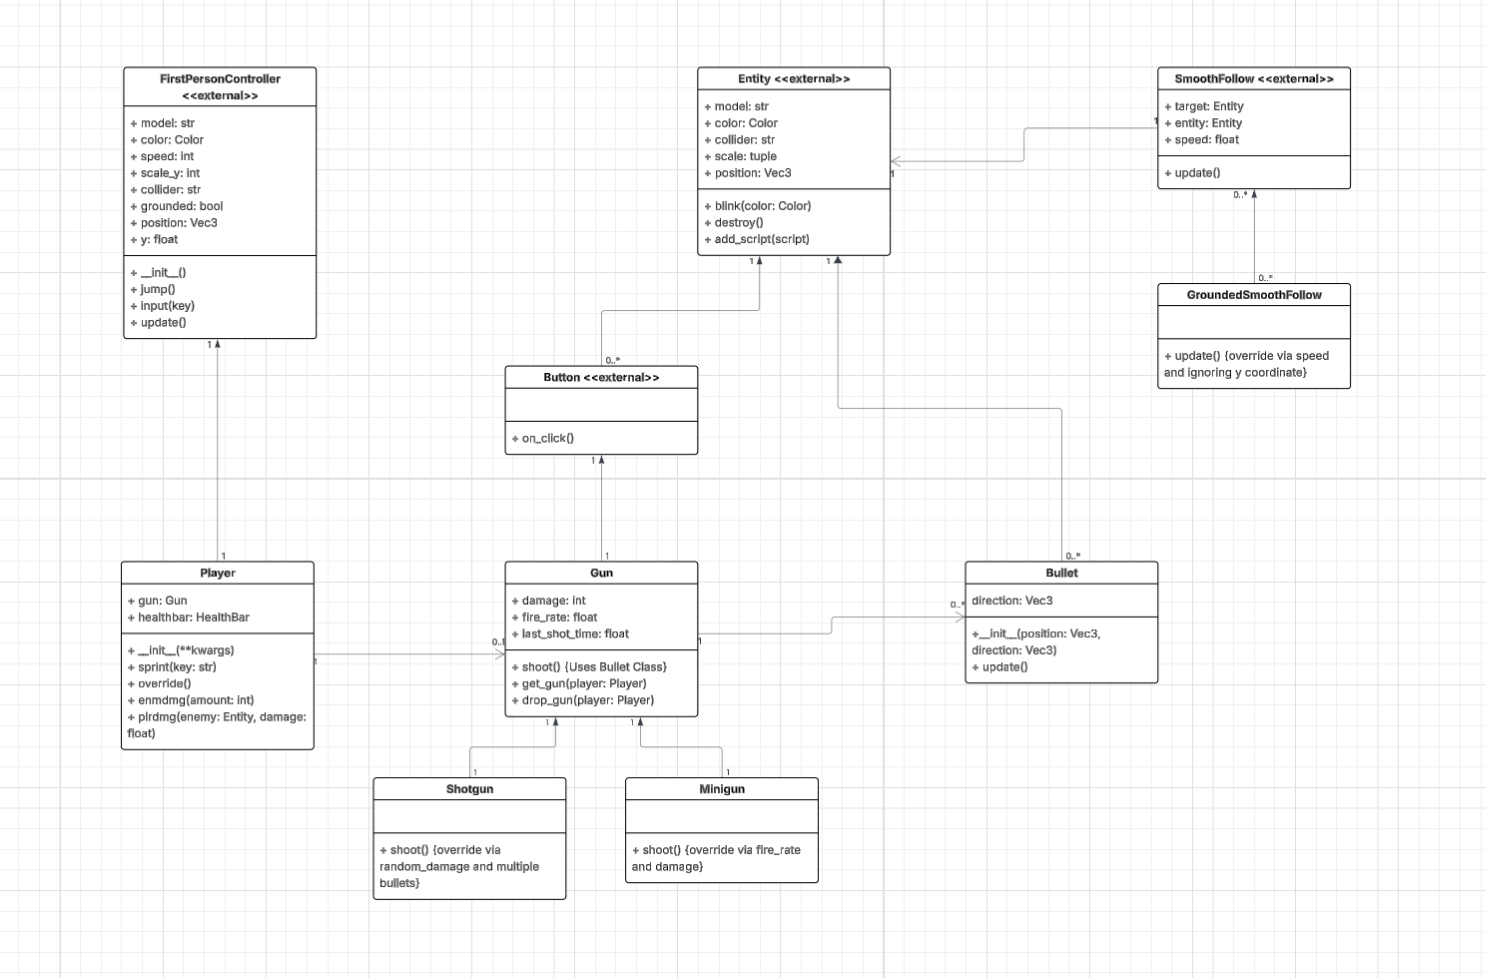 FirstPersonController
<<external>>
+ model: str
+ color: Color
+ speed: int
+ scale_y: int
+ collider: str
+ grounded: bool
+ position: Vec3
+ y: float
+ __init__()
+ jump()
+ input(key)
+ update()
1
Entity <<external>>
+ model: str
+ color: Color
+ collider: str
+ scale: tuple
+ position: Vec3
+ blink(color: Color)
+ destroy()
+ add_script(script)
1
1
1
SmoothFollow <<external>>
+ target: Entity
+ entity: Entity
+ speed: float
+ update()
1
0..*
0..*
GroundedSmoothFollow
+ update() {override via speed
and ignoring y coordinate}
0..*
Button <<external>>
+ on_click()
1
1
Player
+ gun: Gun
+ healthbar: HealthBar
+ __init__(**kwargs)
+ sprint(key: str)
+ override()
+ enmdmg(amount: int)
+ plrdmg(enemy: Entity, damage:
float)
1
0..1
1
Gun
+ damage: int
+ fire_rate: float
+ last_shot_time: float
+ shoot() {Uses Bullet Class}
+ get_gun(player: Player)
+ drop_gun(player: Player)
1
1
1
0..*
0..*
Bullet
direction: Vec3
+__init__(position: Vec3,
direction: Vec3)
+ update()
1
Shotgun
+ shoot() {override via
random_damage and multiple
bullets}
1
Minigun
+ shoot() {override via fire_rate
and damage}